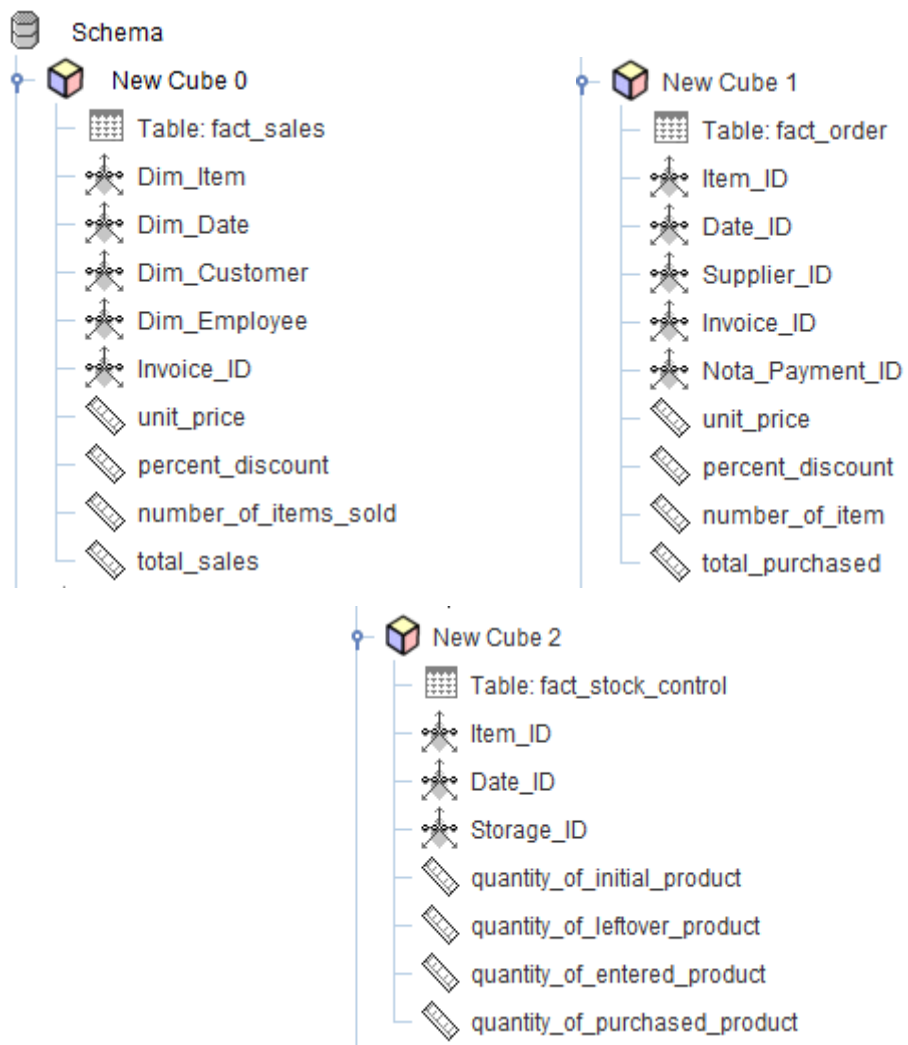 Schema
New Cube 0
Table: fact_sales
Dim_Item
Dim_Date
Dim_Customer
Dim_Employee
Invoice_ID
unit_price
percent_discount
number_of_items_sold
total_sales
New Cube 1
Table: fact_order
Item_ID
Date_ID
Supplier_ID
Invoice_ID
Nota_Payment_ID
unit_price
percent_discount
number_of_item
total_purchased
New Cube 2
Table: fact_stock_control
Item_ID
Date_ID
Storage_ID
quantity_of_initial_product
quantity_of_leftover_product
quantity_of_entered_product
quantity_of_purchased_product